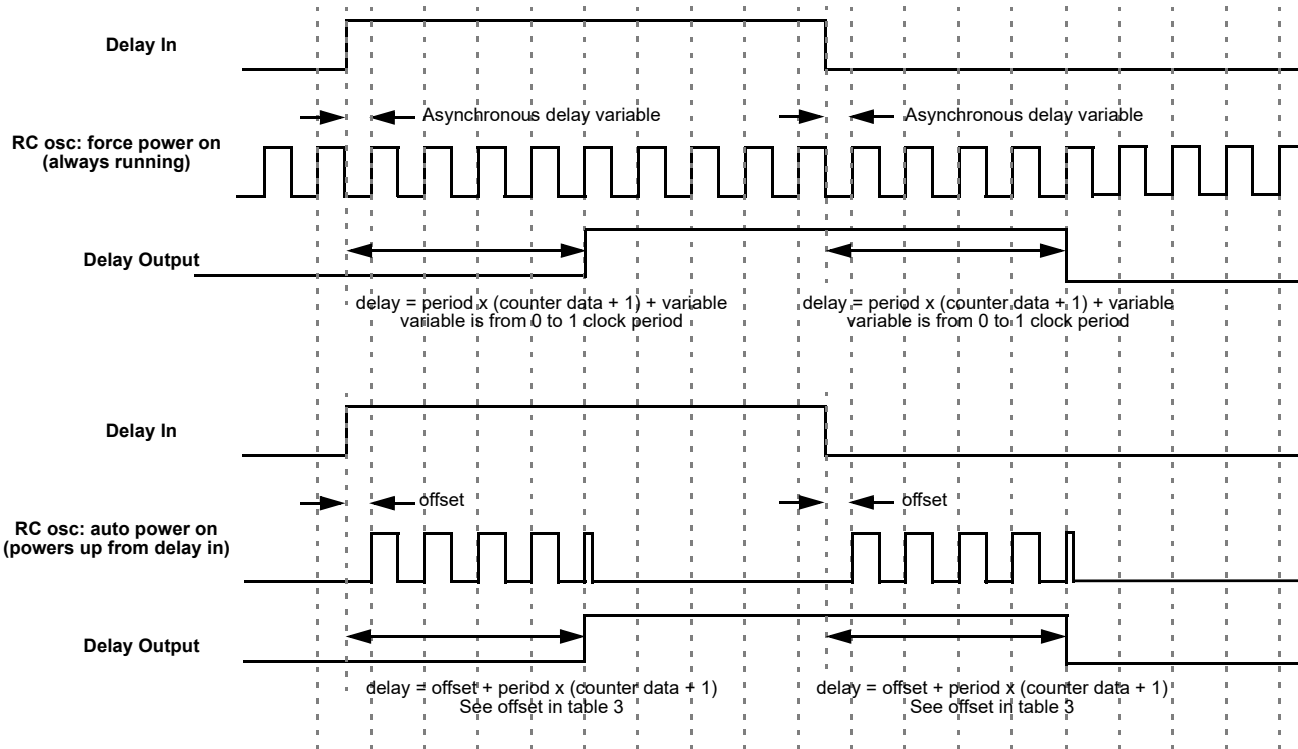 Delay In
Asynchronous delay variable
Asynchronous delay variable
RC osc: force power on
(always running)
Delay Output
delay = period x (counter data + 1) + variable
variable is from 0 to 1 clock period
delay = period x (counter data + 1) + variable
variable is from 0 to 1 clock period
Delay In
offset
offset
RC osc: auto power on
(powers up from delay in)
Delay Output
delay = offset + period x (counter data + 1)
See offset in table 3
delay = offset + period x (counter data + 1)
See offset in table 3